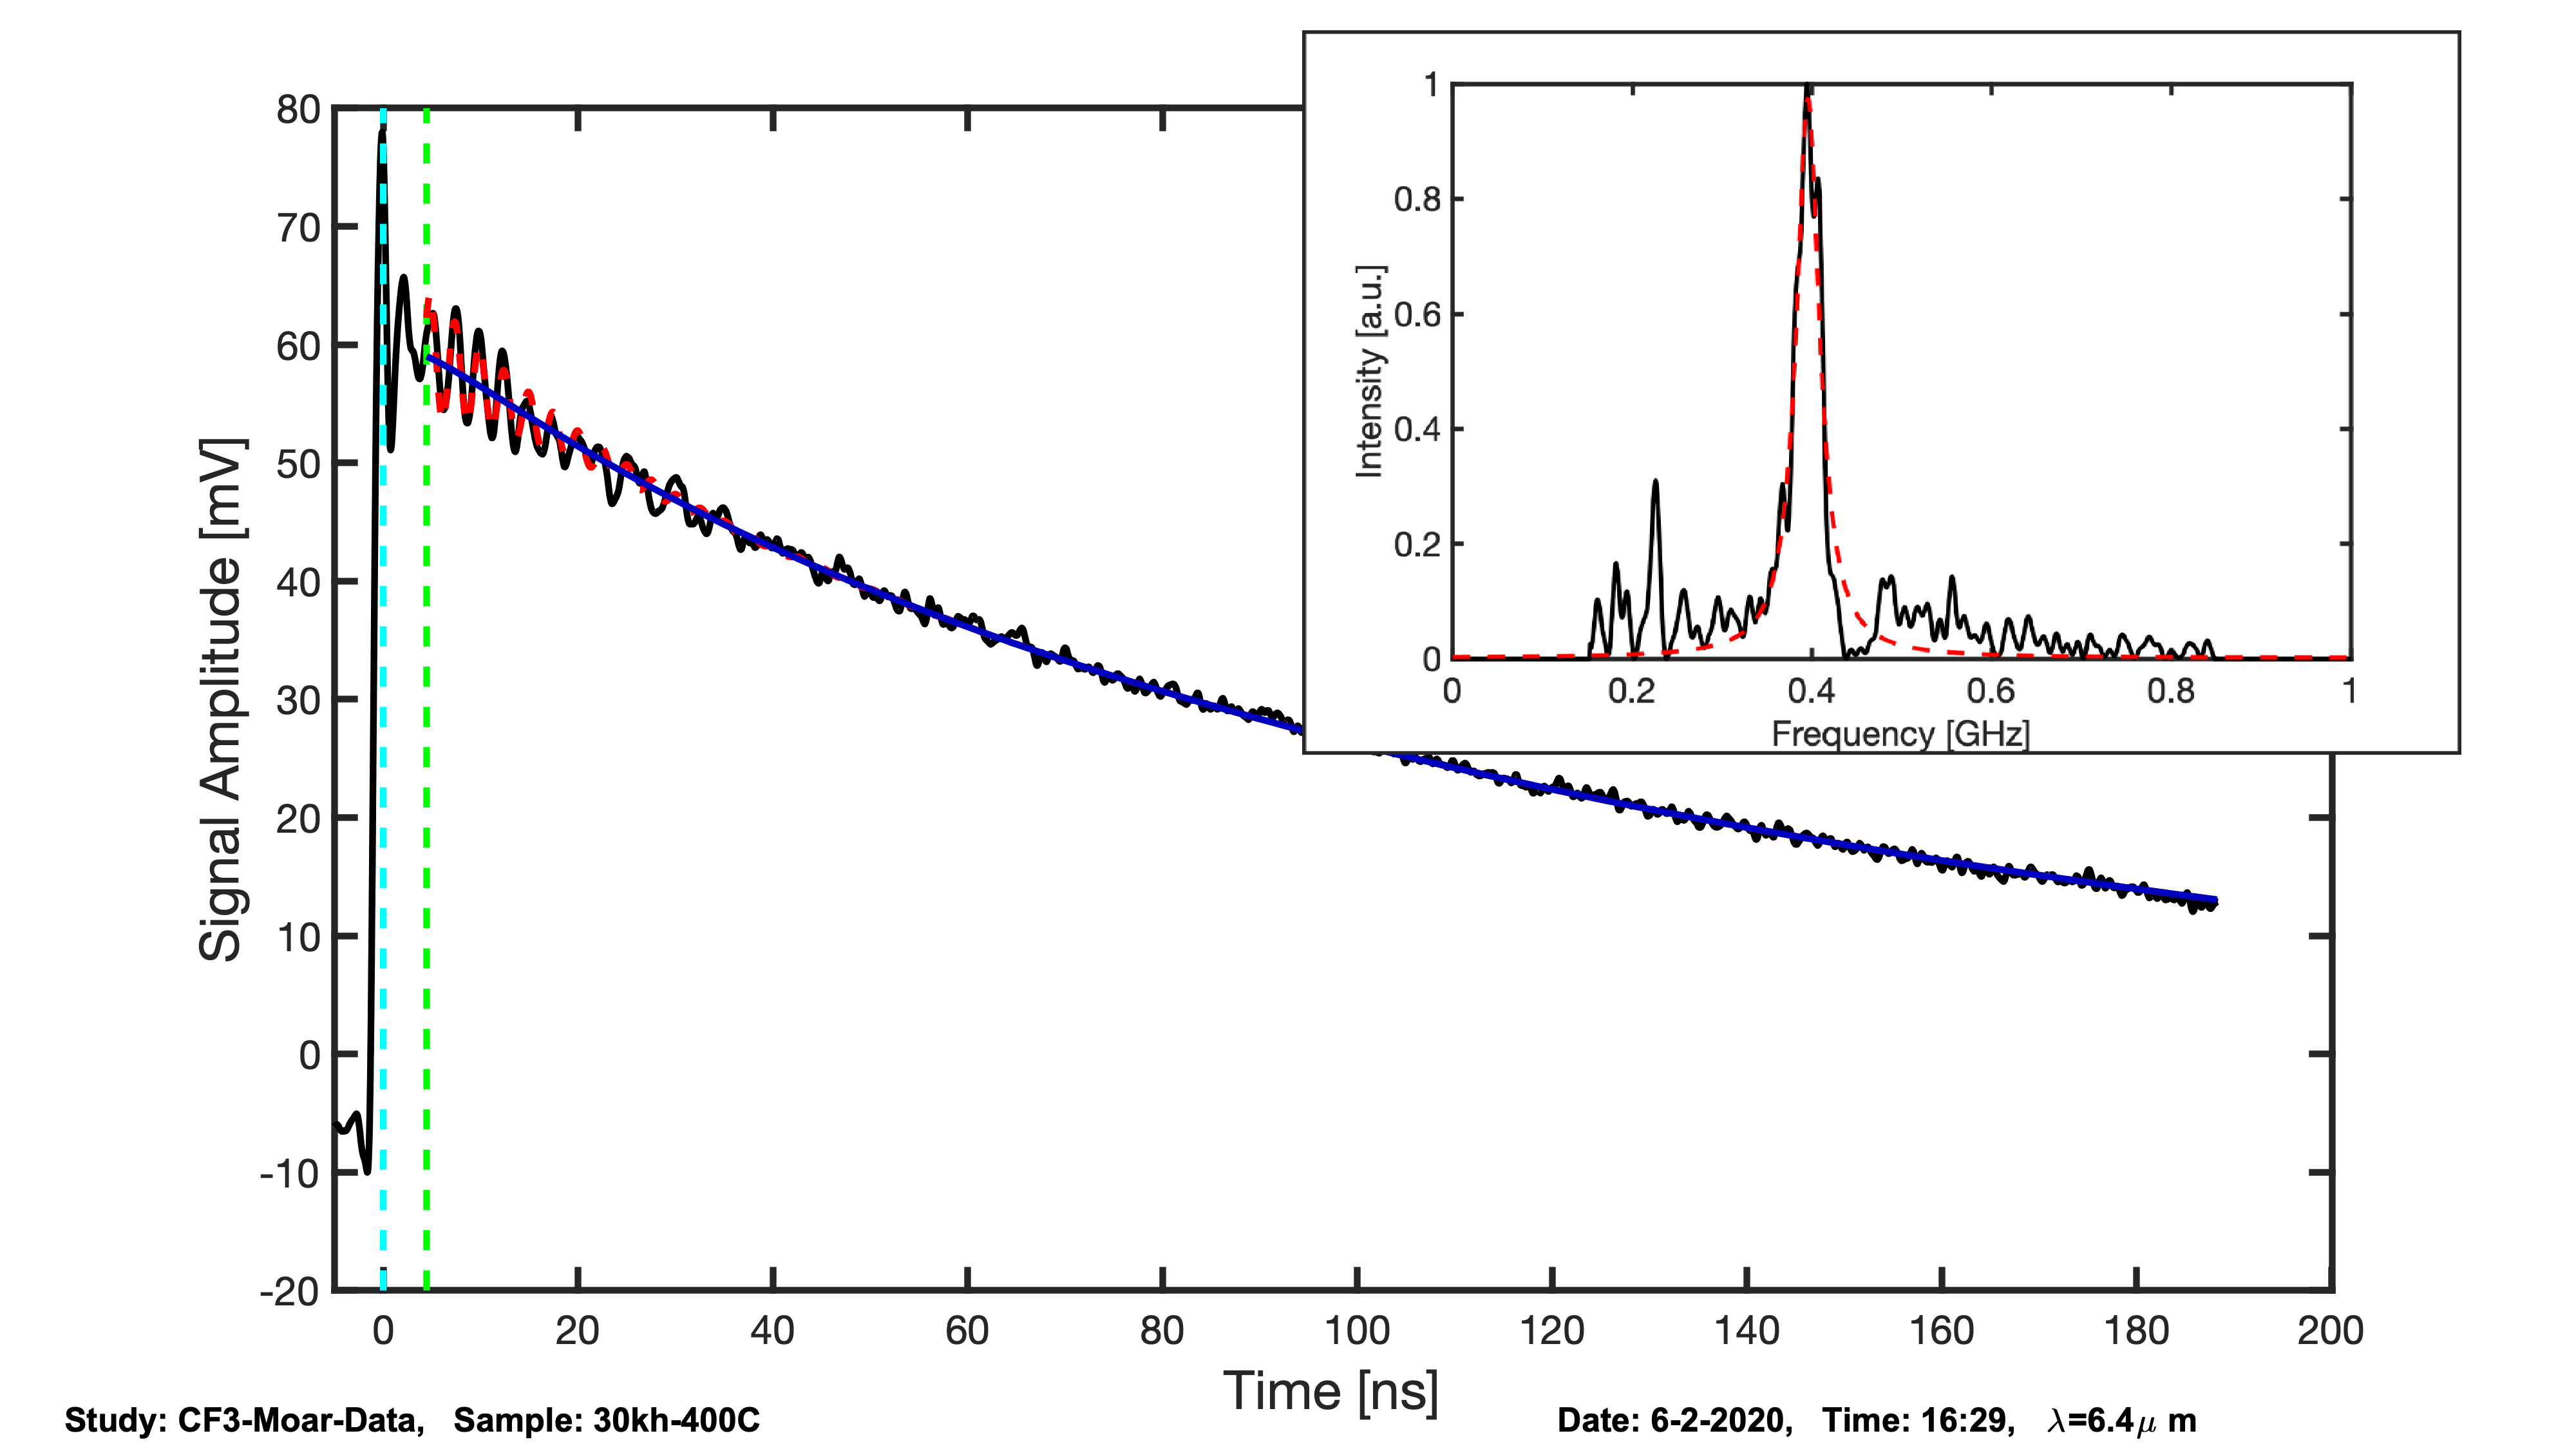 1
0.8
0.6
0.4
0.2
0
0 0.2 0.4 0.6 0.8 1
Intensity [a.u.]
Frequency [GHz]
80
70
60
50
40
30
20
10
0
-10
-20
Signal Amplitude [mV]
0 20 40 60 80 100 120 140 160 180 200
Time [ns]
Study: CF3-Moar-Data, Sample: 30kh-400C
Date: 6-2-2020, Time: 16:29, λ=6.4μ m